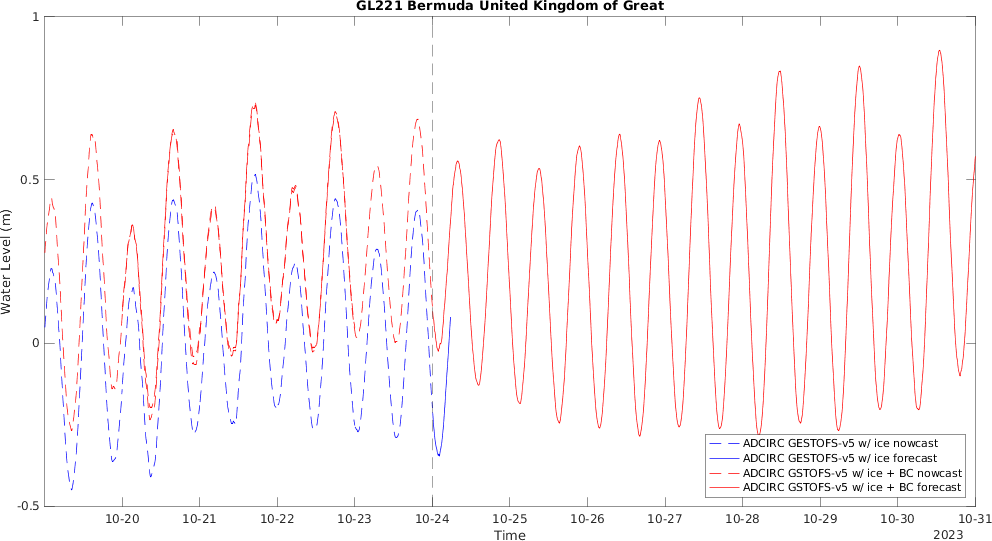 GL221 Bermuda United Kingdom of Great
1
0.5
0
-0.5
Water Level (m)
ADCIRC GESTOFS-v5 w/ ice nowcast
ADCIRC GESTOFS-v5 w/ ice forecast
ADCIRC GSTOFS-v5 w/ ice + BC nowcast
ADCIRC GSTOFS-v5 w/ ice + BC forecast
10-20 10-21 10-22 10-23 10-24 10-25 10-26 10-27 10-28 10-29 10-30 10-31
Time
2023